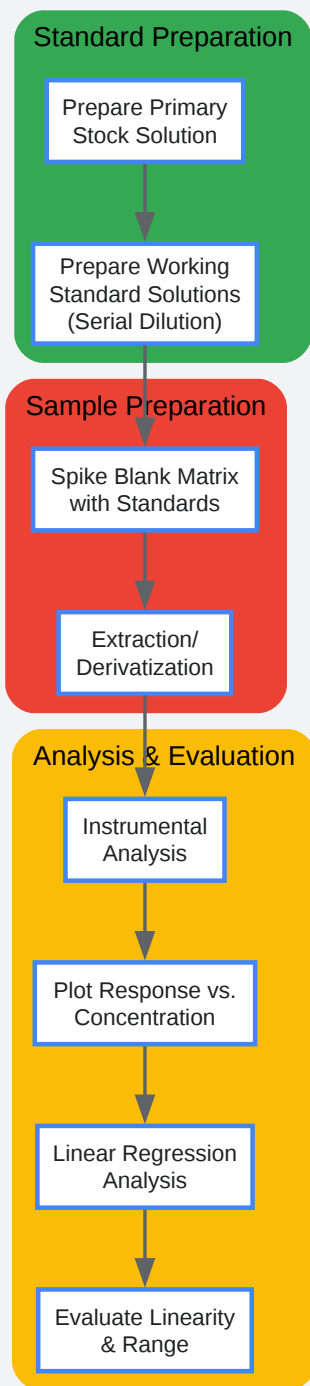 Standard Preparation
Prepare Primary
Stock Solution
Prepare Working
Standard Solutions
(Serial Dilution)
Sample Preparation
Spike Blank Matrix
with Standards
Extraction/
Derivatization
Analysis & Evaluation
Instrumental
Analysis
Plot Response vs.
Concentration
Linear Regression
Analysis
Evaluate Linearity
& Range